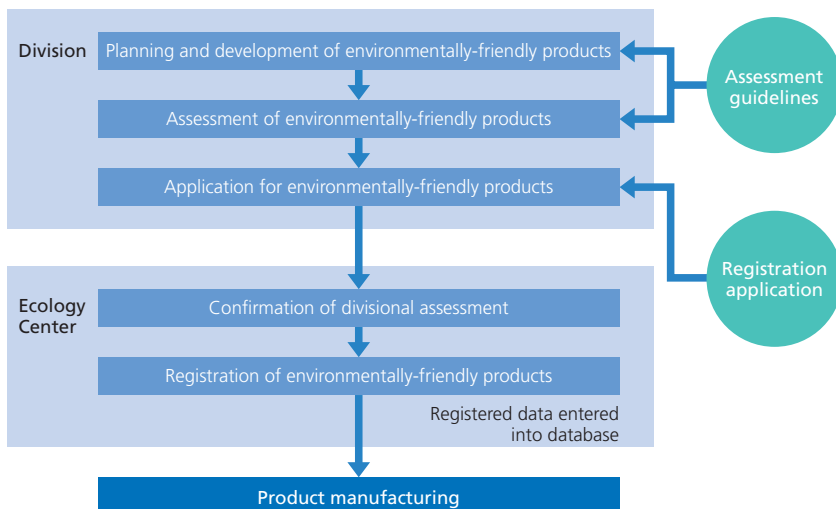 Division
Planning and development of environmentally-friendly products
Assessment of environmentally-friendly products
Application for environmentally-friendly products
Assessment
guidelines
Registration
application
Ecology
Center
Confirmation of divisional assessment
Registration of environmentally-friendly products
Registered data entered
into database
Product manufacturing